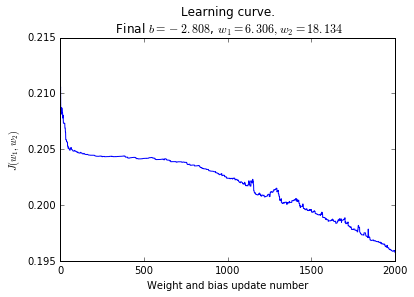 Learning curve.
Final b = −2.808, w₁ = 6.306, w₂ = 18.134
0.215
0.210
0.205
0.200
0.195
J(w₁, w₂)
0 500 1000 1500 2000
Weight and bias update number